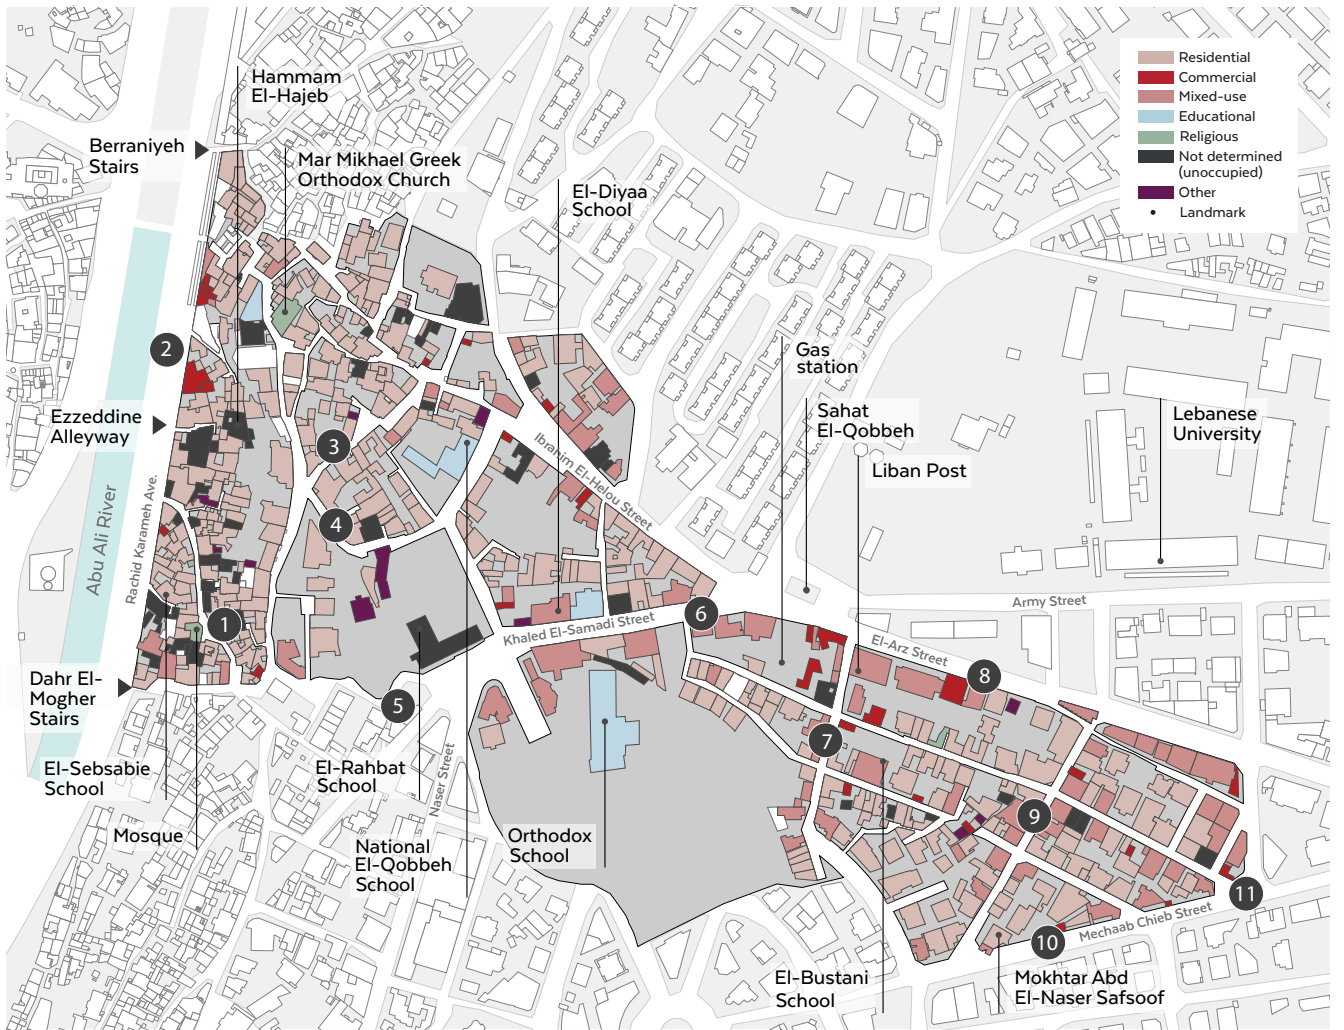 Hammam
El-Hajeb
Berraniyeh
Stairs
Mar Mikhael Greek
Orthodox Church
El-Diyaa
School
Residential
Commercial
Mixed-use
Educational
Religious
Not determined
(unoccupied)
Other
Landmark
2
Ezzeddine
Alleyway
3
4
Gas
station
Sahat
El-Qobbeh
Liban Post
Lebanese
University
Ibrahim El-Helou Street
Abu Ali River
Rachid Karameh Ave.
1
Khaled El-Samadi Street
6
Army Street
El-Arz Street
8
Dahr El-
Mogher
Stairs
5
7
El-Sebsabie
School
El-Rahbat
School
Naser Street
Mosque
National
El-Qobbeh
School
Orthodox
School
9
11
10
Mechaab Chieb Street
El-Bustani
School
Mokhtar Abd
El-Naser Safsoof